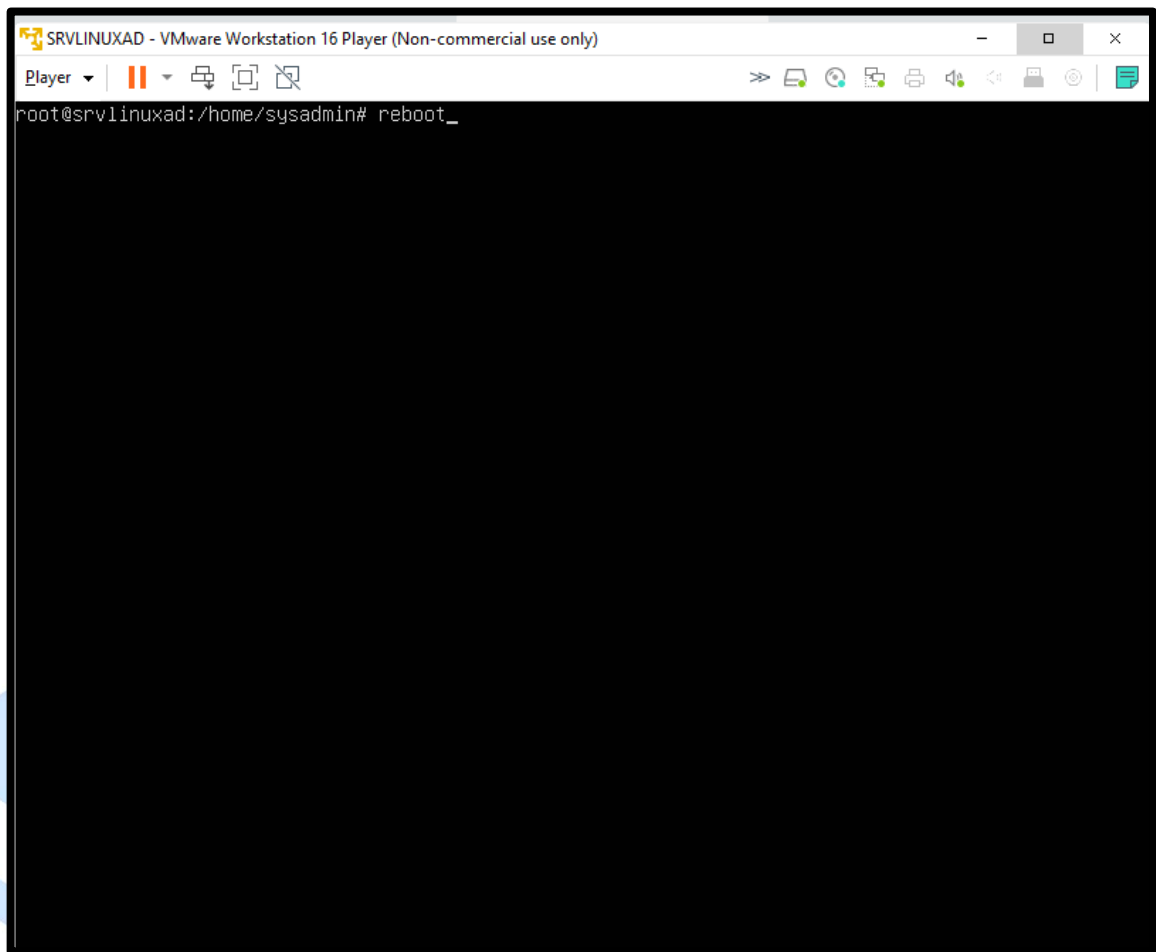 SRVLINUXAD - VMware Workstation 16 Player (Non-commercial use only)
Player
root@srvlinuxad:/home/sysadmin# reboot_